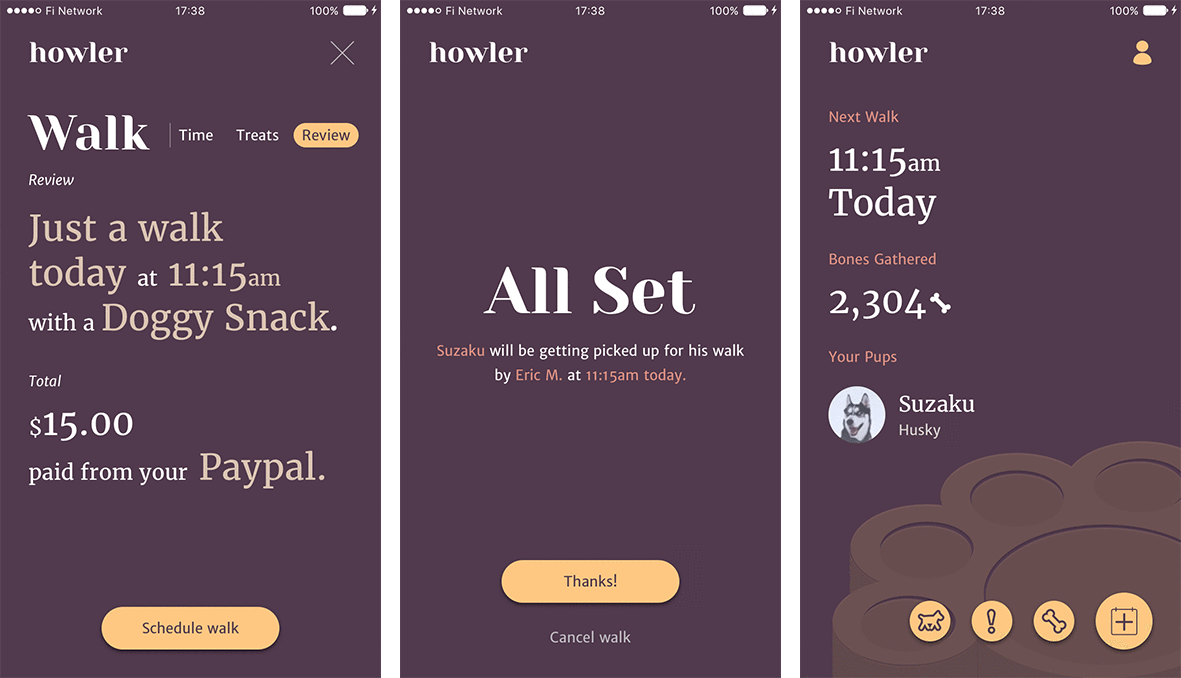 Fi Network 17:38 100%
howler
Walk Time Treats Review
Review
Just a walk
today at 11:15am
with a Doggy Snack.
Total
$15.00
paid from your Paypal.
Schedule walk
Fi Network 17:38 100%
howler
All Set
Suzaku will be getting picked up for his walk
by Eric M. at 11:15am today.
Thanks!
Cancel walk
Fi Network 17:38 100%
howler
Next Walk
11:15am
Today
Bones Gathered
2,304
Your Pups
Suzaku
Husky